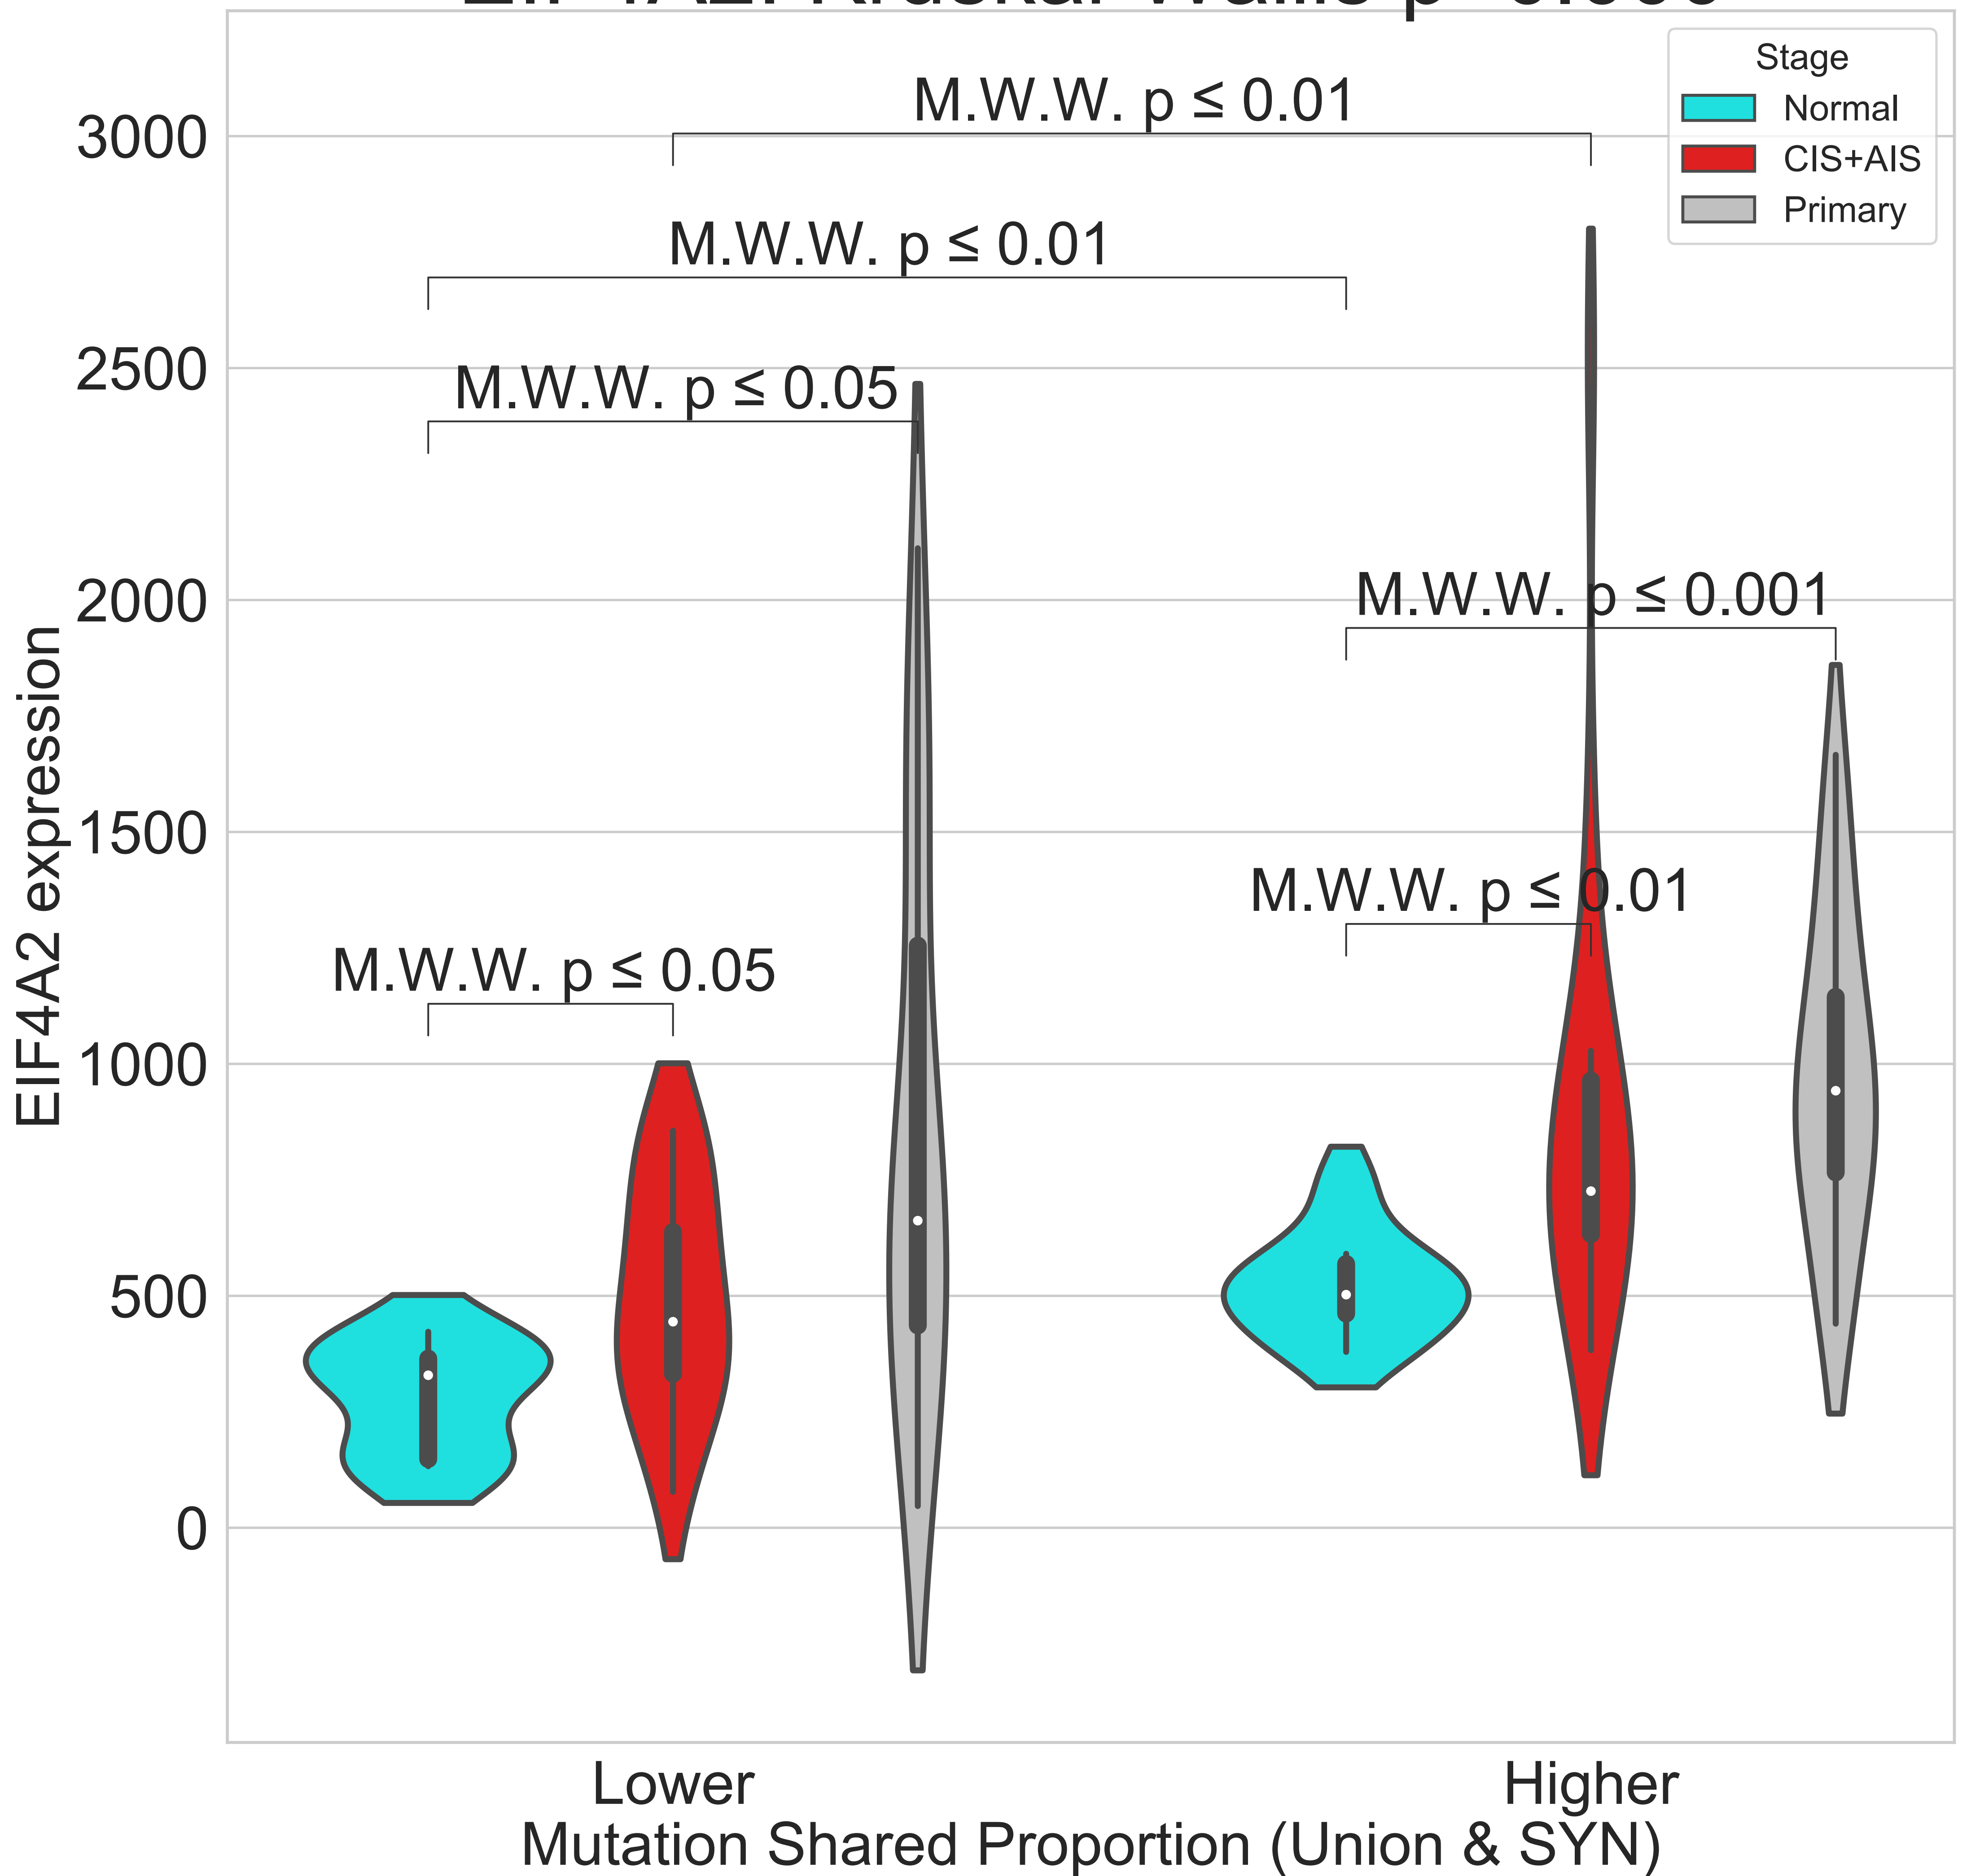 Stage
Normal
CIS+AIS
Primary
M.W.W. p ≤ 0.01
M.W.W. p ≤ 0.01
M.W.W. p ≤ 0.05
M.W.W. p ≤ 0.001
M.W.W. p ≤ 0.01
M.W.W. p ≤ 0.05
3000
2500
2000
1500
1000
500
0
EIF4A2 expression
Lower
Higher
Mutation Shared Proportion (Union & SYN)